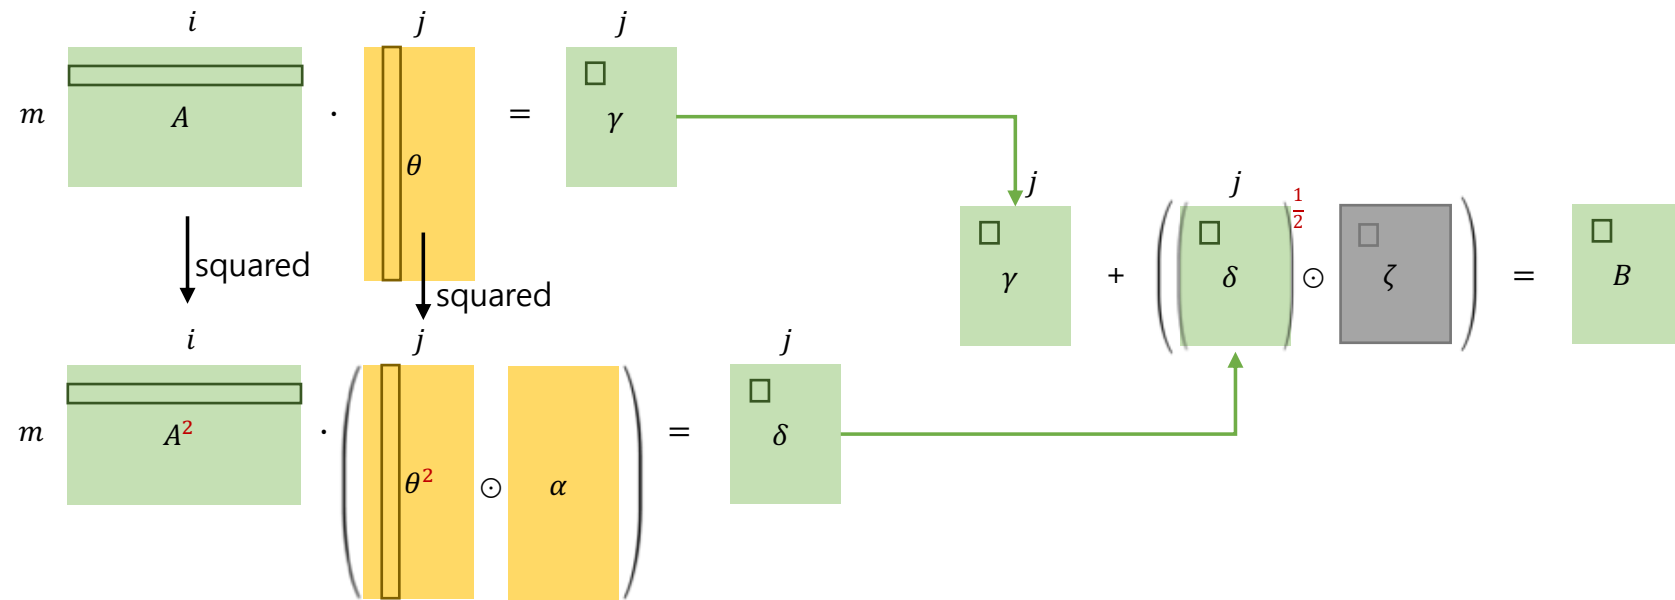 i j j
m A · θ = γ
squared squared
j j
γ + ( ( δ )^{1/2} ⊙ ζ ) = B
i j j
m A² · ( θ² ⊙ α ) = δ